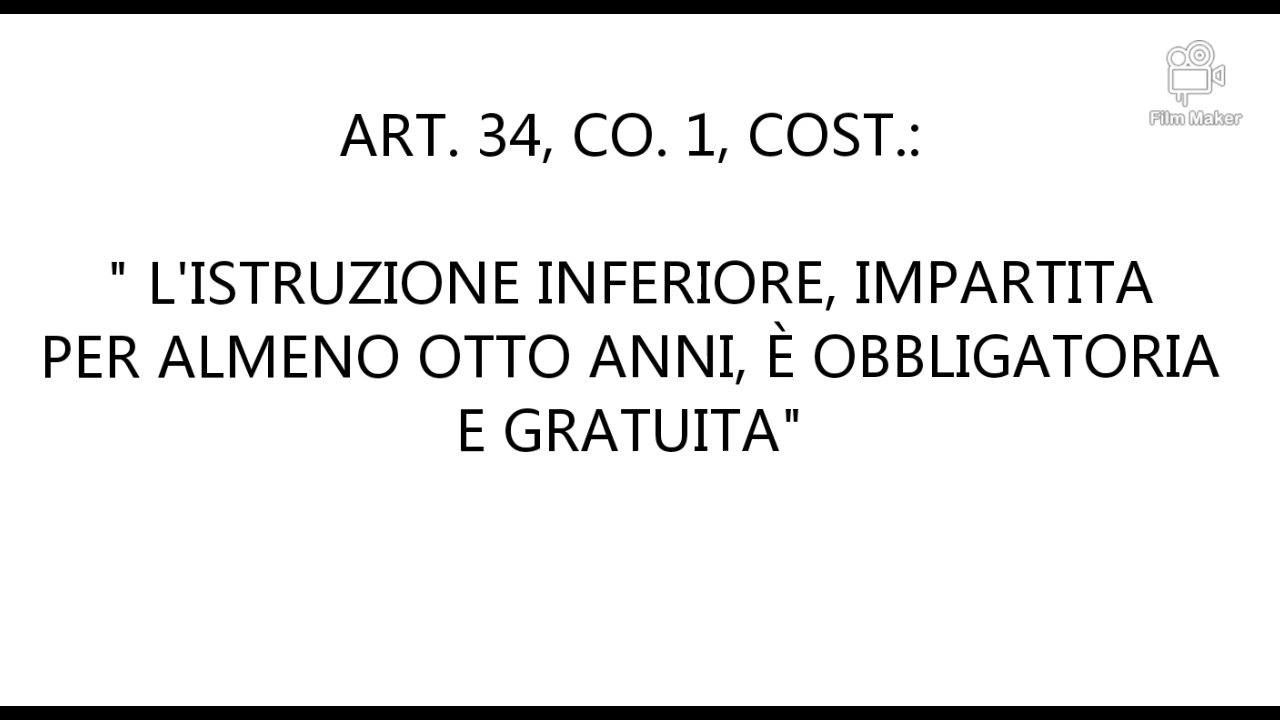 Film Maker
ART. 34, CO. 1, COST.:
" L'ISTRUZIONE INFERIORE, IMPARTITA
PER ALMENO OTTO ANNI, È OBBLIGATORIA
E GRATUITA"